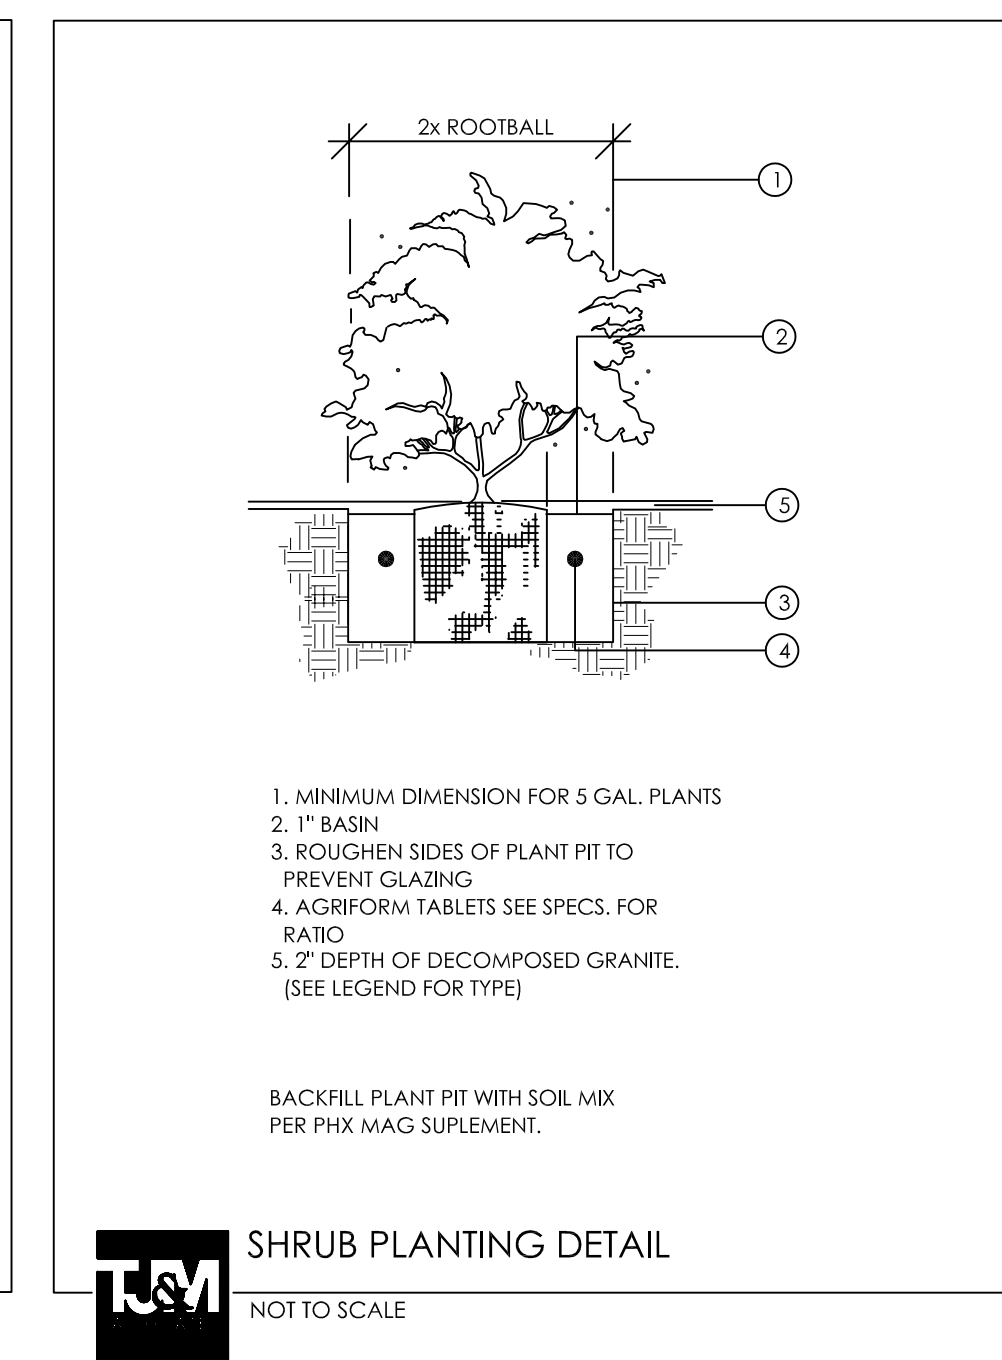 2x ROOTBALL
1
2
5
3
4
1. MINIMUM DIMENSION FOR 5 GAL. PLANTS
2. 1" BASIN
3. ROUGHEN SIDES OF PLANT PIT TO
PREVENT GLAZING
4. AGRIFORM TABLETS SEE SPECS. FOR
RATIO
5. 2" DEPTH OF DECOMPOSED GRANITE.
(SEE LEGEND FOR TYPE)
BACKFILL PLANT PIT WITH SOIL MIX
PER PHX MAG SUPLEMENT.
SHRUB PLANTING DETAIL
TJ&M
NOT TO SCALE